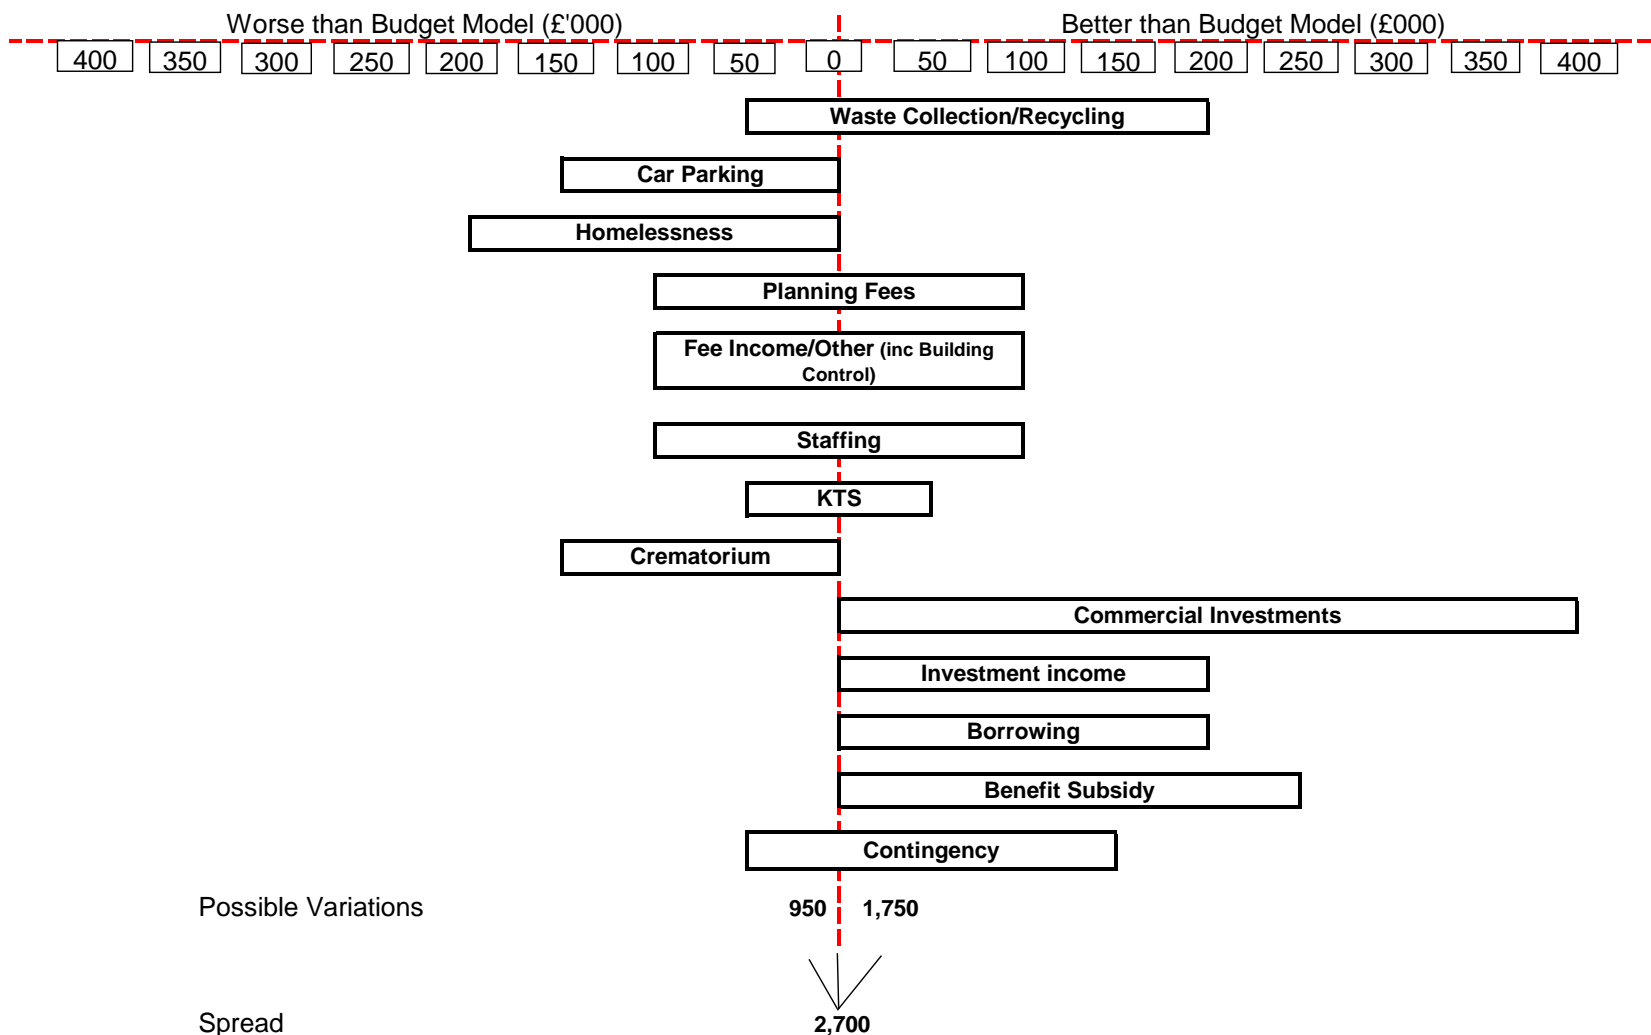 Worse than Budget Model (£'000) Better than Budget Model (£000)
400 350 300 250 200 150 100 50 0 50 100 150 200 250 300 350 400
Waste Collection/Recycling
Car Parking
Homelessness
Planning Fees
Fee Income/Other (inc Building
Control)
Staffing
KTS
Crematorium
Commercial Investments
Investment income
Borrowing
Benefit Subsidy
Contingency
Possible Variations 950 1,750
Spread 2,700